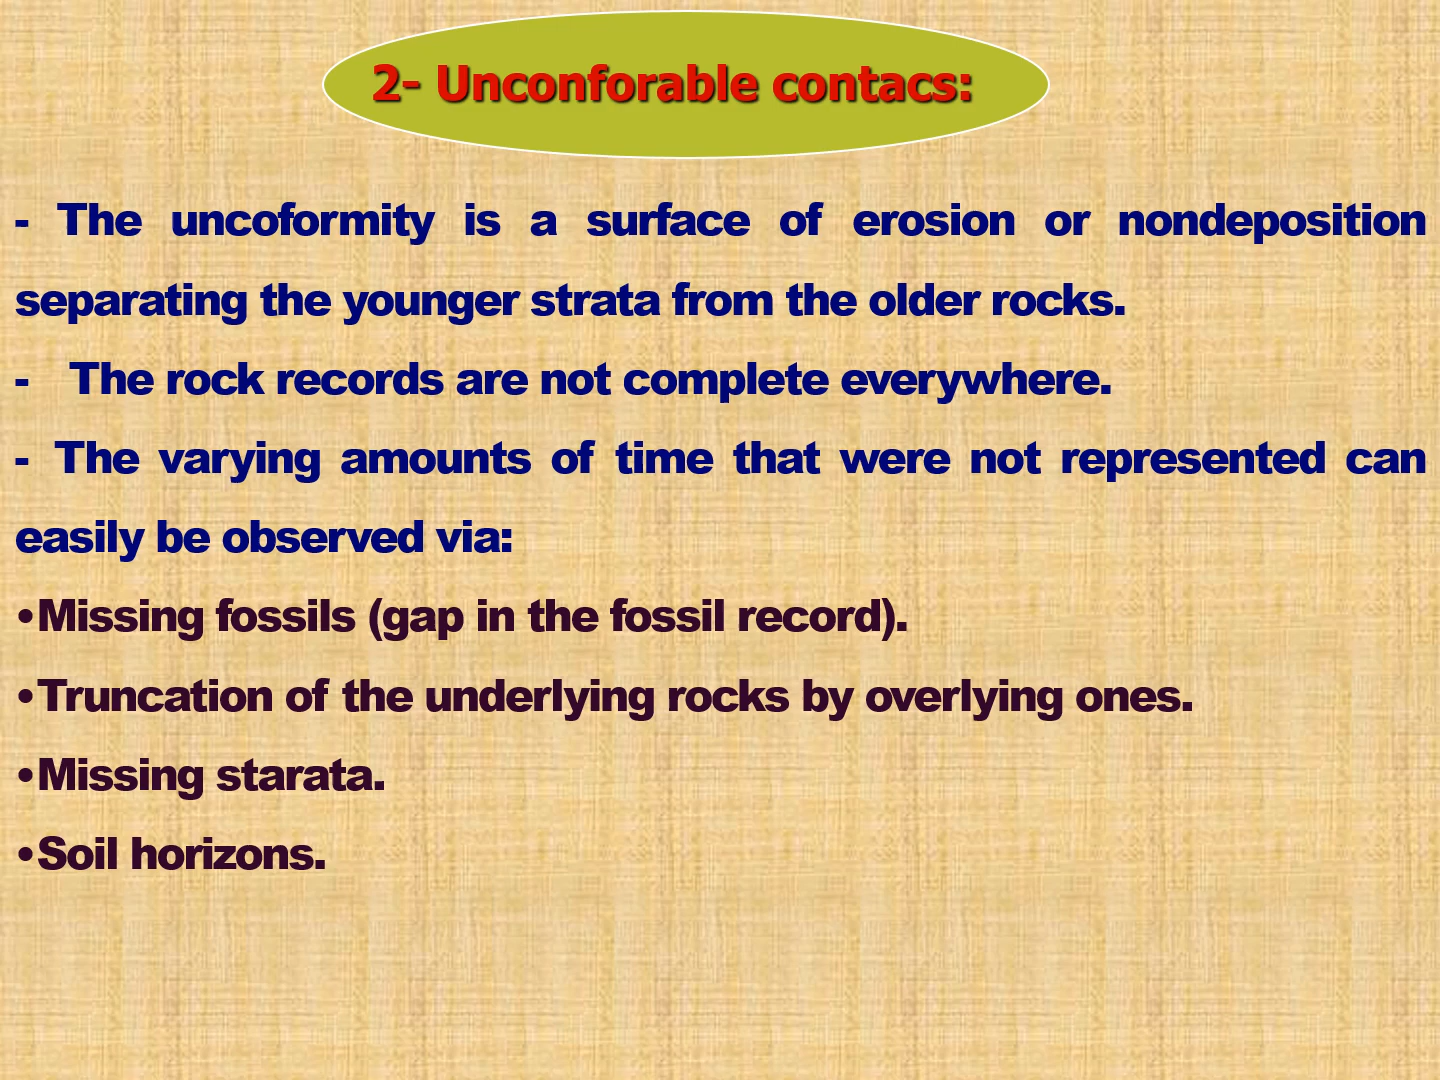 2- Unconforable contacs:
- The uncoformity is a surface of erosion or nondeposition
separating the younger strata from the older rocks.
- The rock records are not complete everywhere.
- The varying amounts of time that were not represented can
easily be observed via:
•Missing fossils (gap in the fossil record).
•Truncation of the underlying rocks by overlying ones.
•Missing starata.
•Soil horizons.